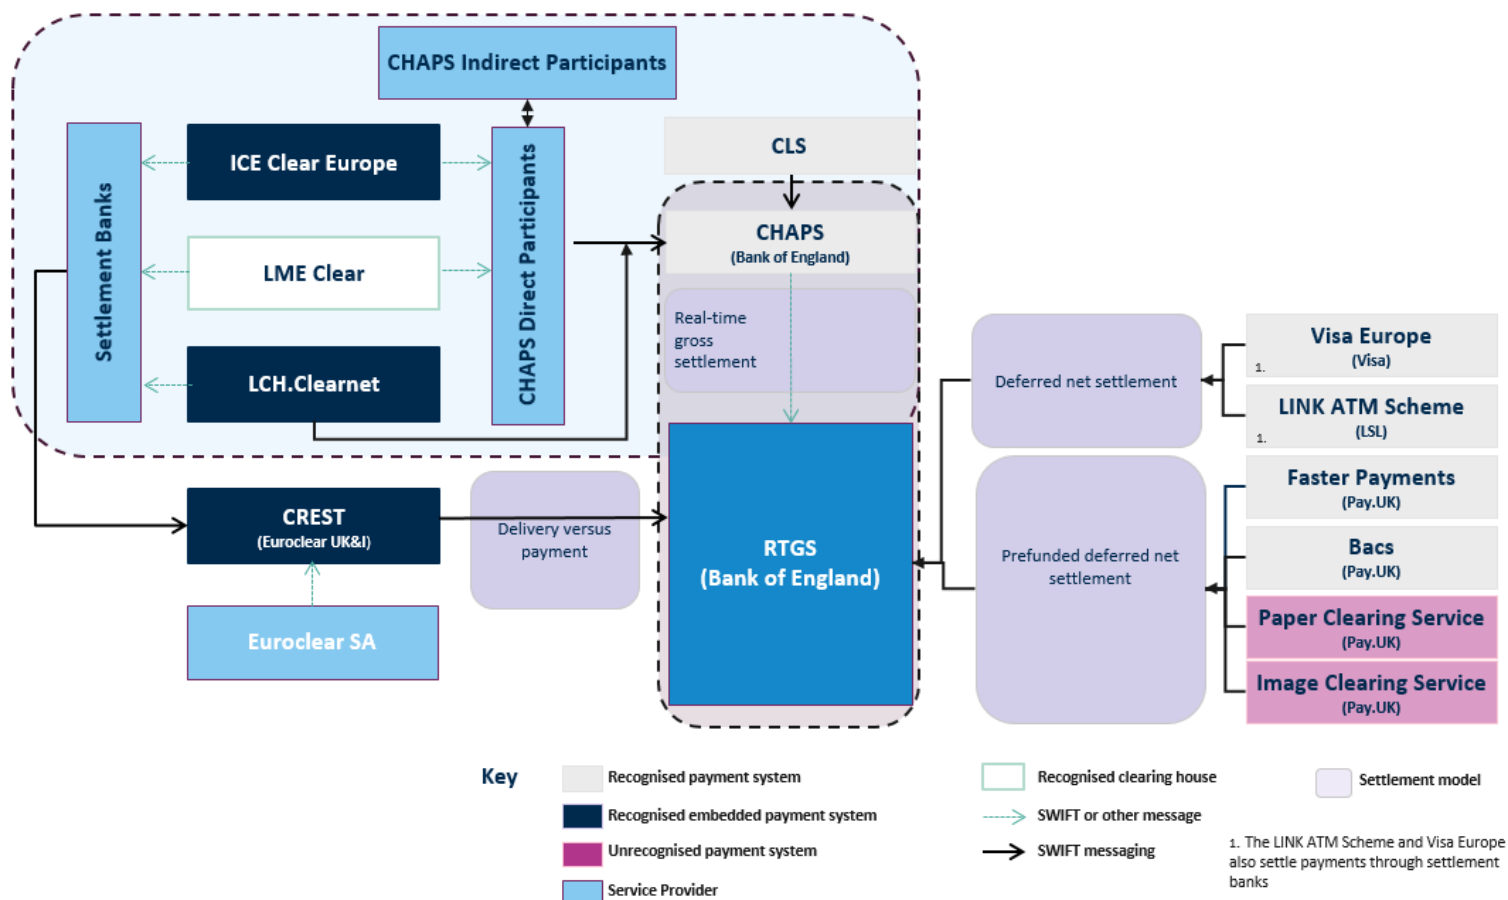 CHAPS Indirect Participants
CLS
ICE Clear Europe
Settlement Banks
CHAPS Direct Participants
CHAPS
(Bank of England)
LME Clear
Real-time
gross
settlement
LCH.Clearnet
Deferred net settlement
Visa Europe
(Visa)
1.
LINK ATM Scheme
(LSL)
1.
CREST
(Euroclear UK&I)
Delivery versus
payment
RTGS
(Bank of England)
Prefunded deferred net
settlement
Faster Payments
(Pay.UK)
Bacs
(Pay.UK)
Paper Clearing Service
(Pay.UK)
Image Clearing Service
(Pay.UK)
Euroclear SA
Key
Recognised payment system
Recognised embedded payment system
Unrecognised payment system
Service Provider
Recognised clearing house
SWIFT or other message
SWIFT messaging
Settlement model
1. The LINK ATM Scheme and Visa Europe
also settle payments through settlement
banks